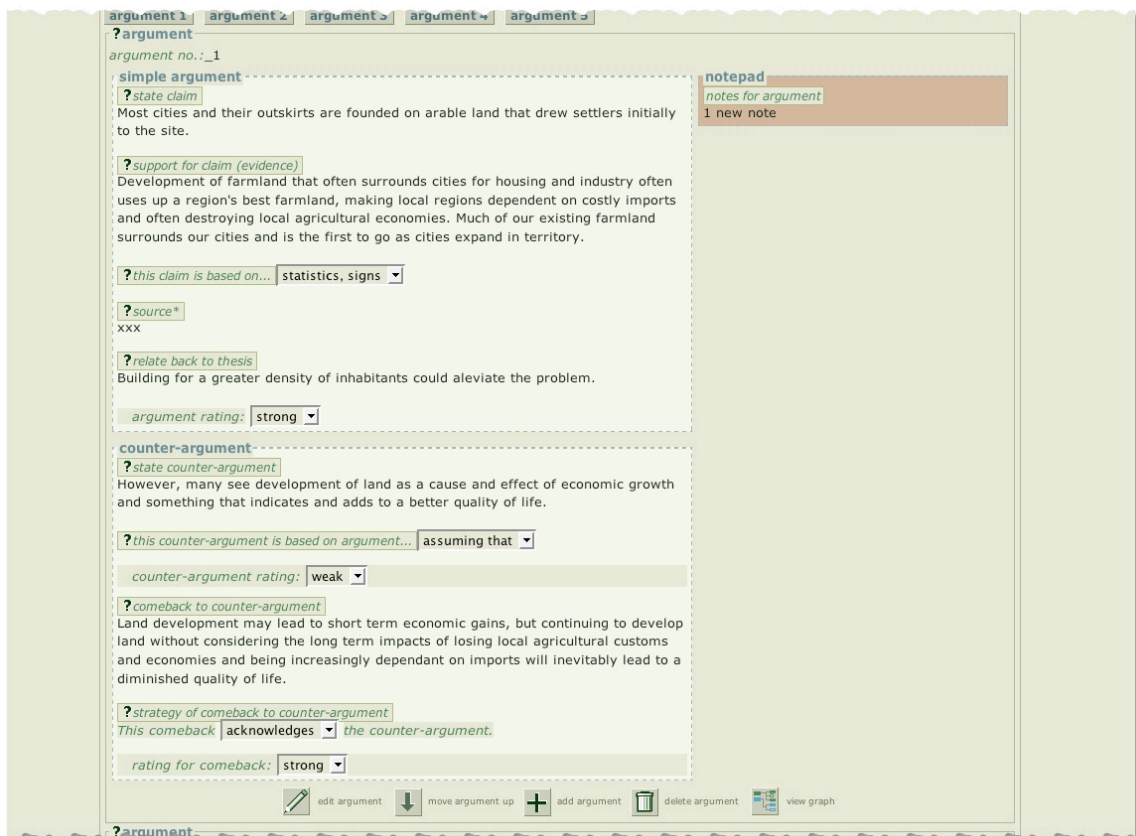 argument 1 argument 2 argument 3 argument 4 argument 5
?argument
argument no.:_1
simple argument
?state claim
Most cities and their outskirts are founded on arable land that drew settlers initially
to the site.
?support for claim (evidence)
Development of farmland that often surrounds cities for housing and industry often
uses up a region's best farmland, making local regions dependent on costly imports
and often destroying local agricultural economies. Much of our existing farmland
surrounds our cities and is the first to go as cities expand in territory.
?this claim is based on... statistics, signs
?source*
xxx
?relate back to thesis
Building for a greater density of inhabitants could aleviate the problem.
argument rating: strong
notepad
notes for argument
1 new note
counter-argument
?state counter-argument
However, many see development of land as a cause and effect of economic growth
and something that indicates and adds to a better quality of life.
?this counter-argument is based on argument... assuming that
counter-argument rating: weak
?comeback to counter-argument
Land development may lead to short term economic gains, but continuing to develop
land without considering the long term impacts of losing local agricultural customs
and economies and being increasingly dependant on imports will inevitably lead to a
diminished quality of life.
?strategy of comeback to counter-argument
This comeback acknowledges the counter-argument.
rating for comeback: strong
edit argument move argument up add argument delete argument view graph
?argument